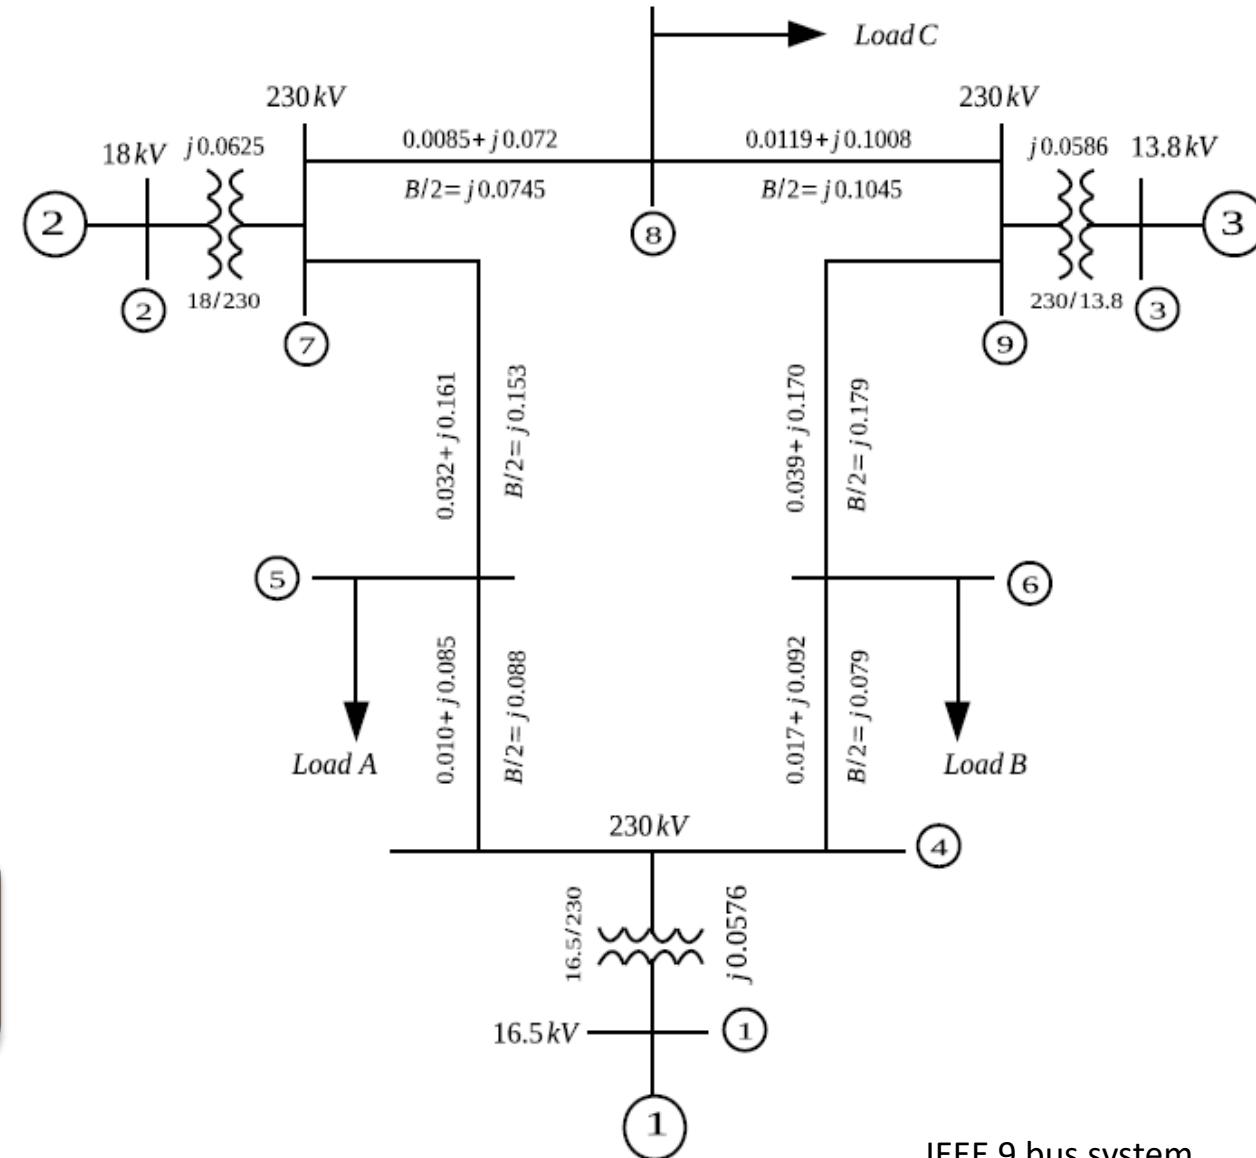 Load C
230 kV
230 kV
18 kV
j 0.0625
0.0085+ j 0.072
0.0119+ j 0.1008
j 0.0586
13.8 kV
B/2= j 0.0745
B/2= j 0.1045
2
8
3
2
18/230
7
230/13.8
3
9
0.032+ j 0.161
B/2= j 0.153
0.039+ j 0.170
B/2= j 0.179
5
6
0.010+ j 0.085
B/2= j 0.088
0.017+ j 0.092
B/2= j 0.079
Load A
Load B
230 kV
4
16.5/230
j 0.0576
16.5 kV
1
1
IEEE 9 bus system